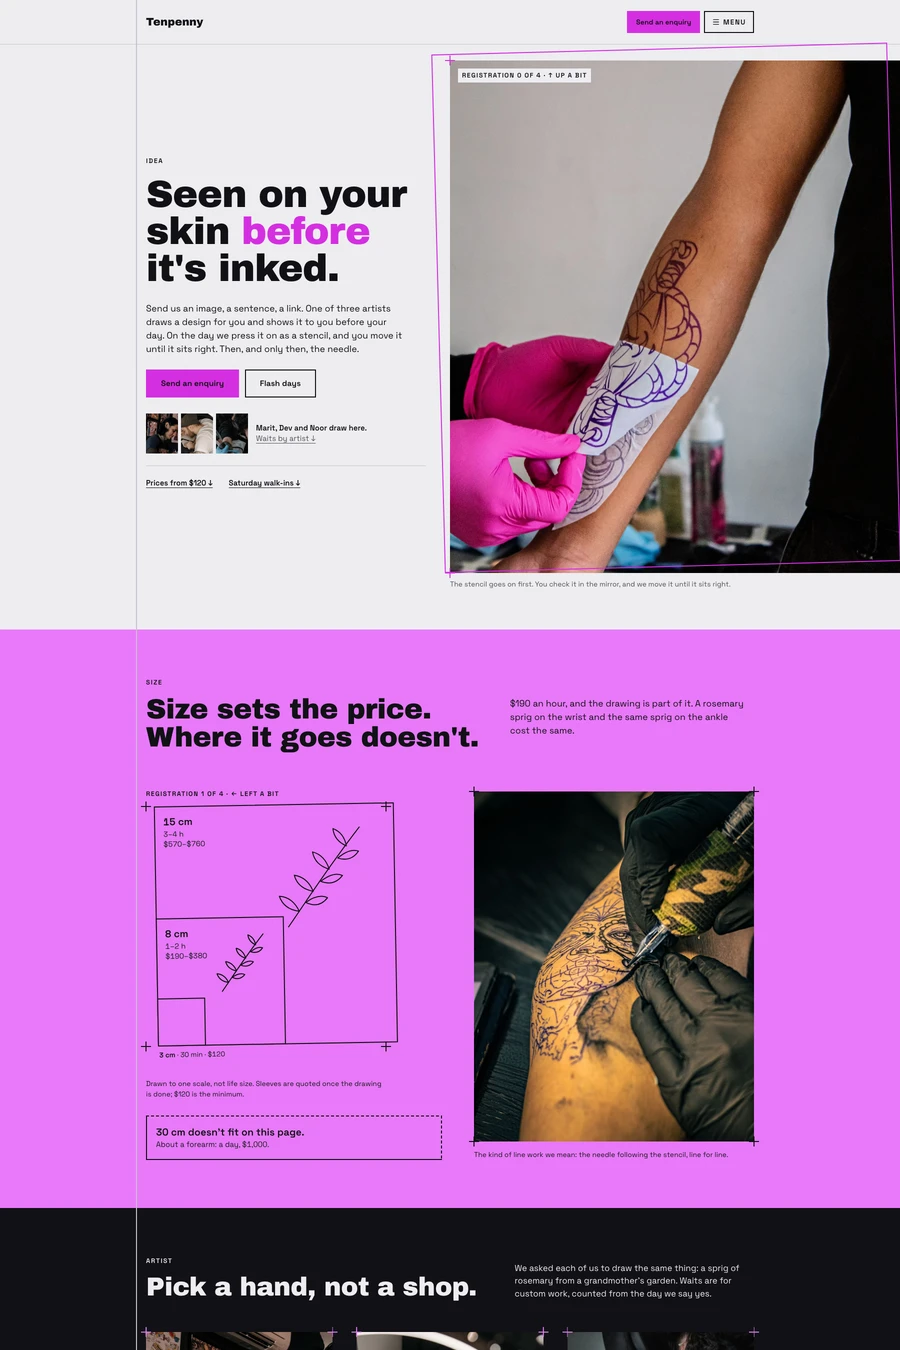 Tenpenny
Send an enquiry
☰ MENU
REGISTRATION 0 OF 4 · ↑ UP A BIT
IDEA
Seen on your
skin before
it's inked.
Send us an image, a sentence, a link. One of three artists
draws a design for you and shows it to you before your
day. On the day we press it on as a stencil, and you move it
until it sits right. Then, and only then, the needle.
Send an enquiry
Flash days
Marit, Dev and Noor draw here.
Waits by artist ↓
Prices from $120 ↓
Saturday walk-ins ↓
The stencil goes on first. You check it in the mirror, and we move it until it sits right.
SIZE
Size sets the price.
Where it goes doesn't.
$190 an hour, and the drawing is part of it. A rosemary
sprig on the wrist and the same sprig on the ankle
cost the same.
REGISTRATION 1 OF 4 · ← LEFT A BIT
15 cm
3–4 h
$570–$760
8 cm
1–2 h
$190–$380
3 cm · 30 min · $120
Drawn to one scale, not life size. Sleeves are quoted once the drawing
is done; $120 is the minimum.
30 cm doesn't fit on this page.
About a forearm: a day, $1,000.
The kind of line work we mean: the needle following the stencil, line for line.
ARTIST
Pick a hand, not a shop.
We asked each of us to draw the same thing: a sprig of
rosemary from a grandmother's garden. Waits are for
custom work, counted from the day we say yes.